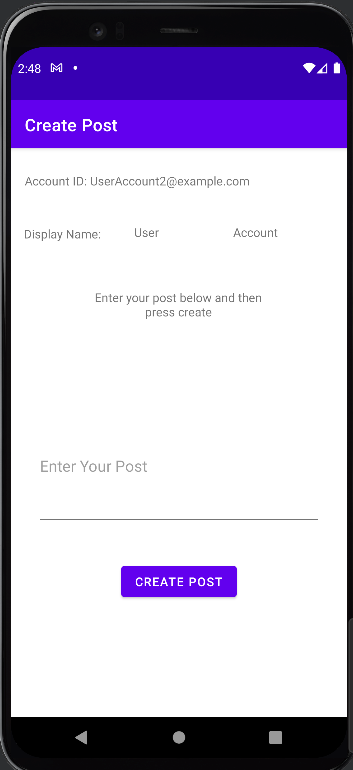 2:48
Create Post
Account ID: UserAccount2@example.com
Display Name: User Account
Enter your post below and then
press create
Enter Your Post
CREATE POST